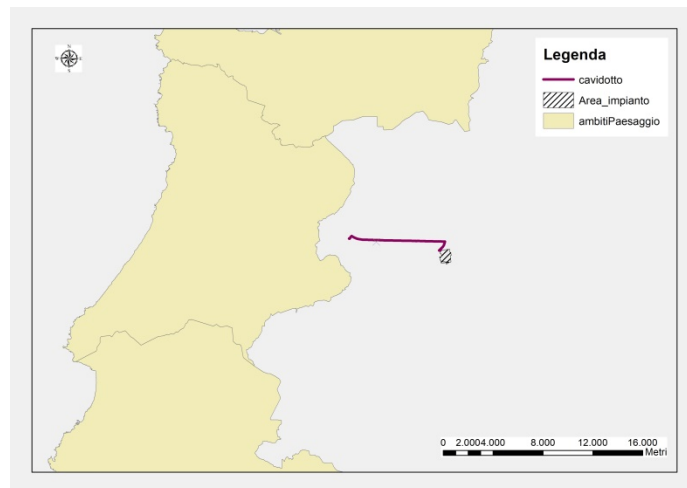 Legenda
cavidotto
Area_impianto
ambitiPaesaggio
0 2.0004.000 8.000 12.000 16.000
Metri